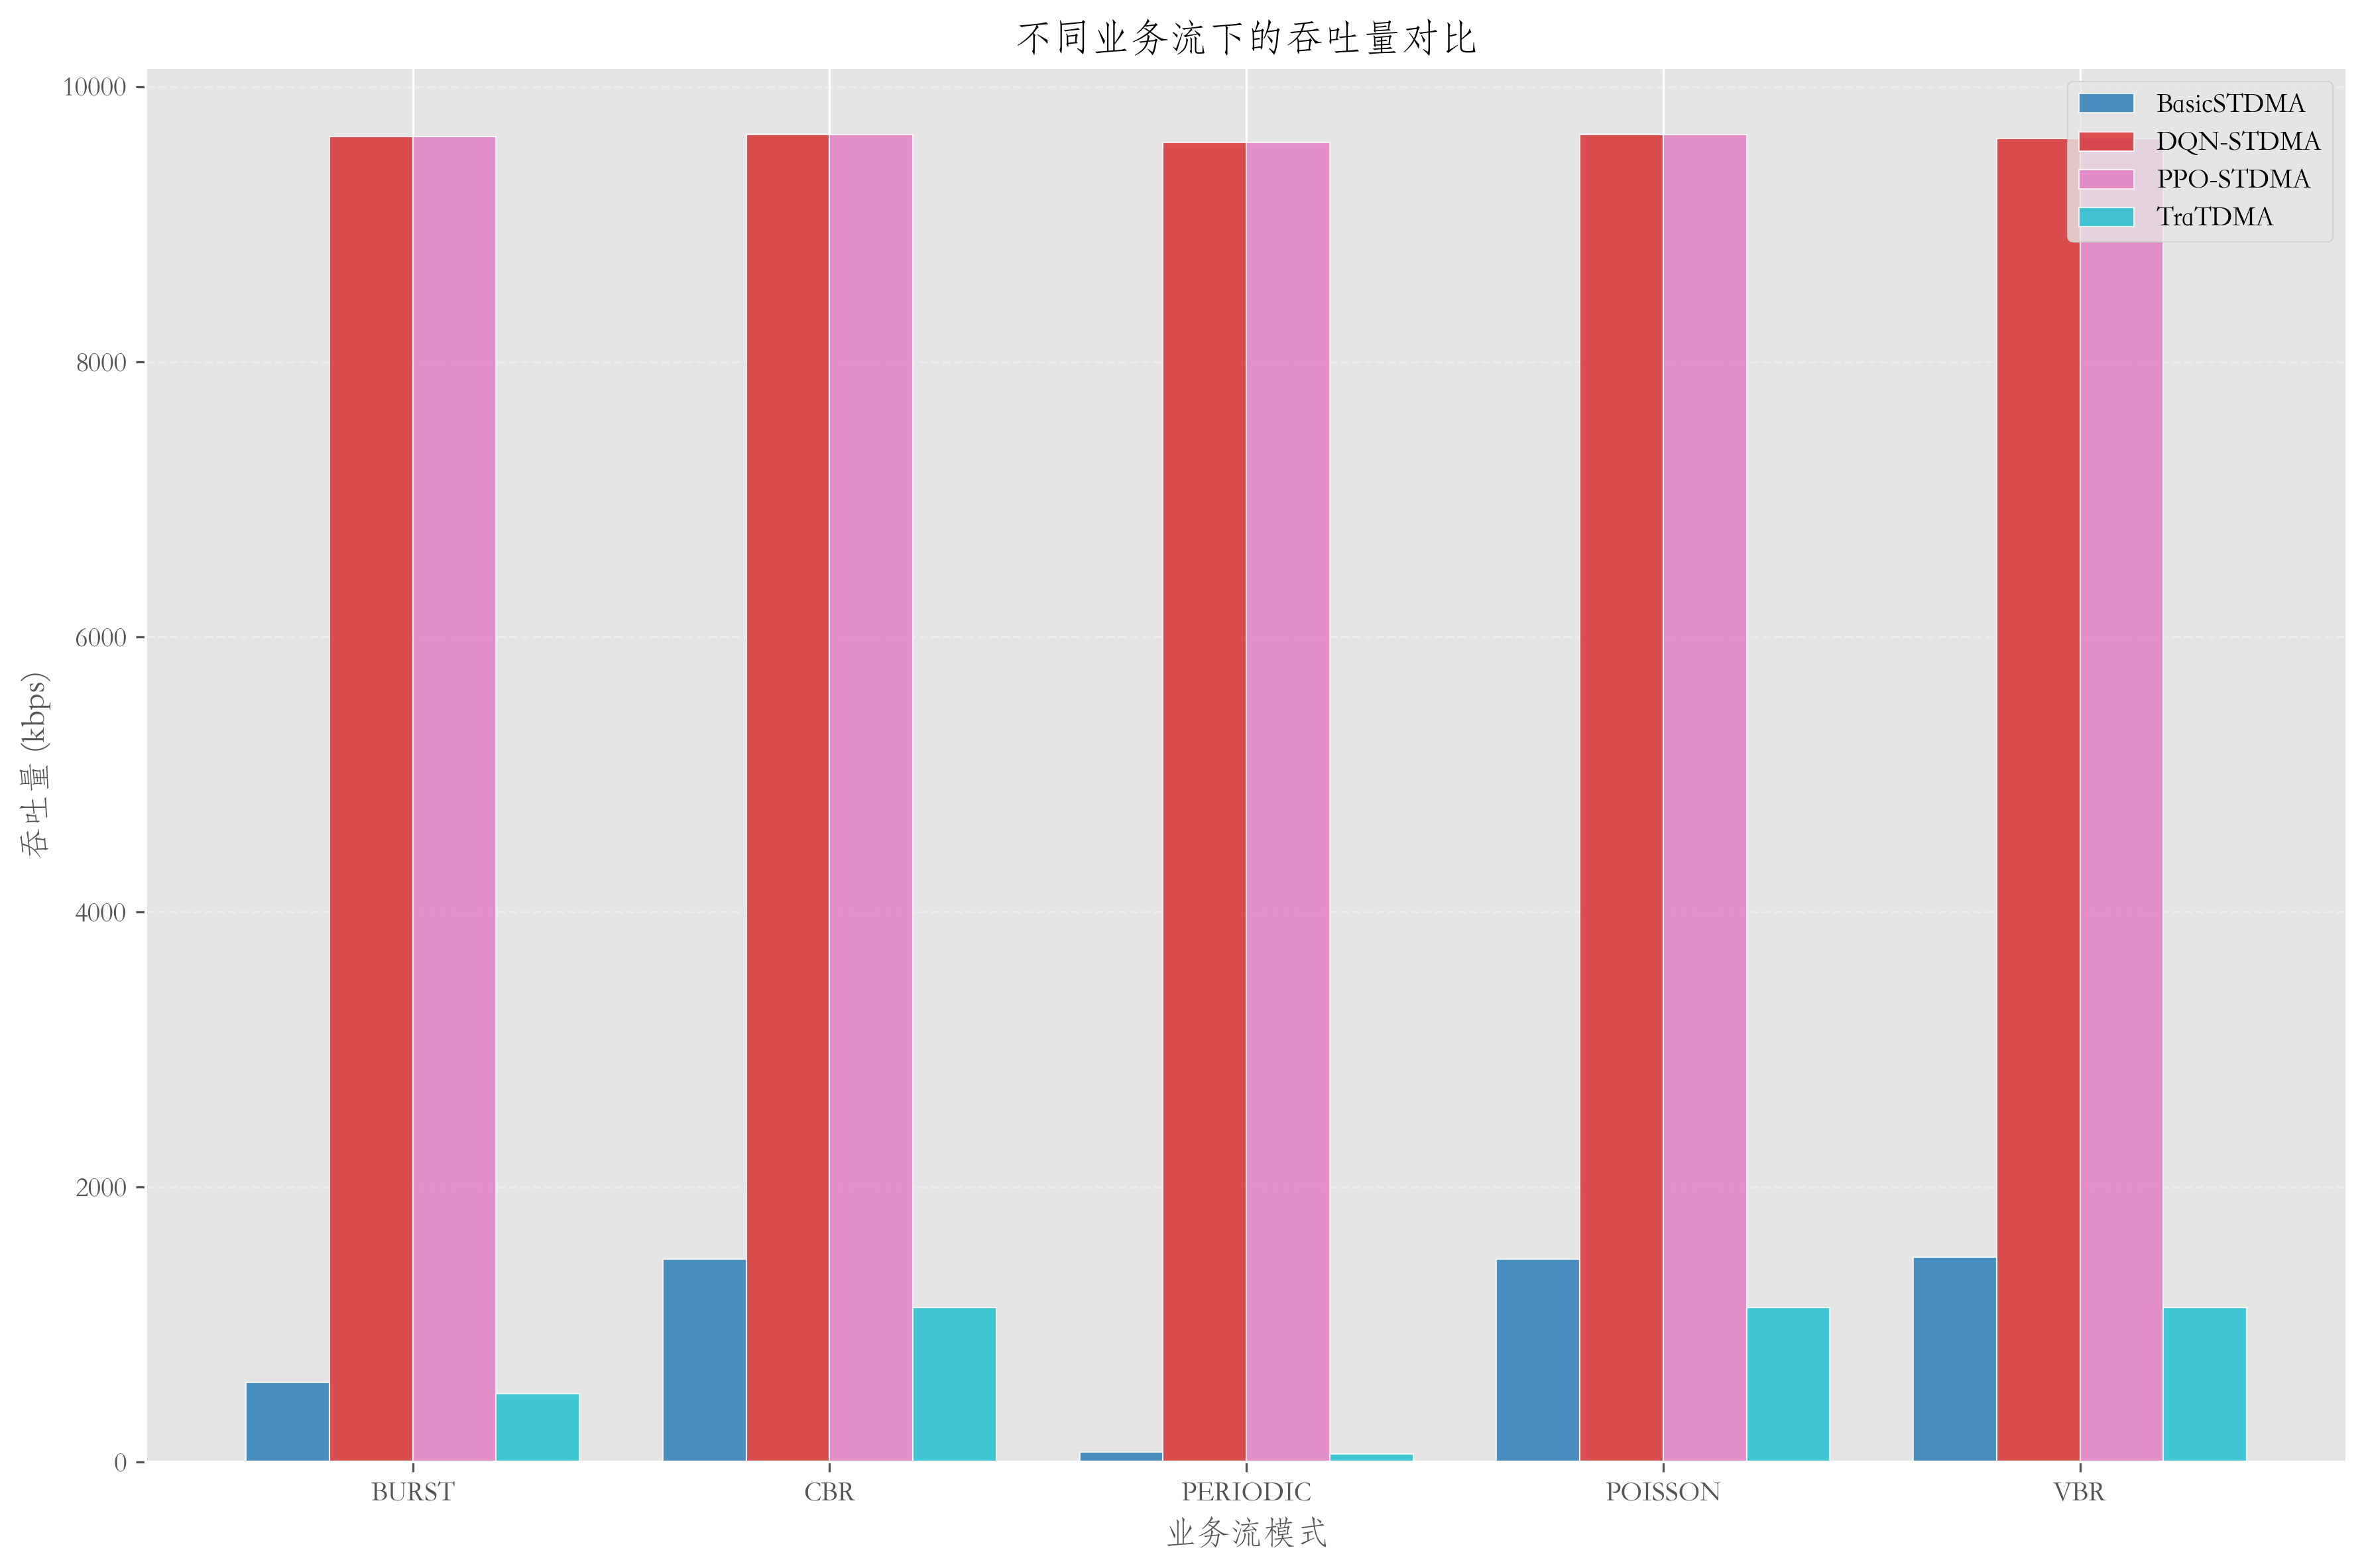 不同业务流下的吞吐量对比
10000
8000
6000
4000
2000
0
吞吐量 (kbps)
BasicSTDMA
DQN-STDMA
PPO-STDMA
TraTDMA
BURST
CBR
PERIODIC
POISSON
VBR
业务流模式